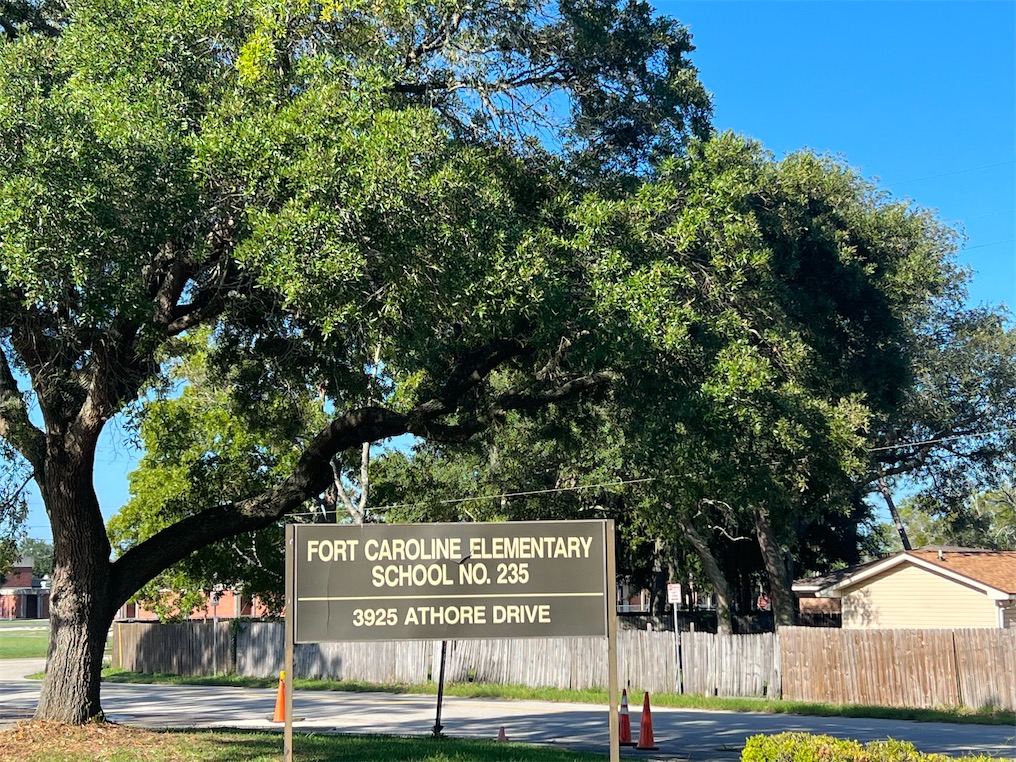 FORT CAROLINE ELEMENTARY
SCHOOL NO. 235
3925 ATHORE DRIVE